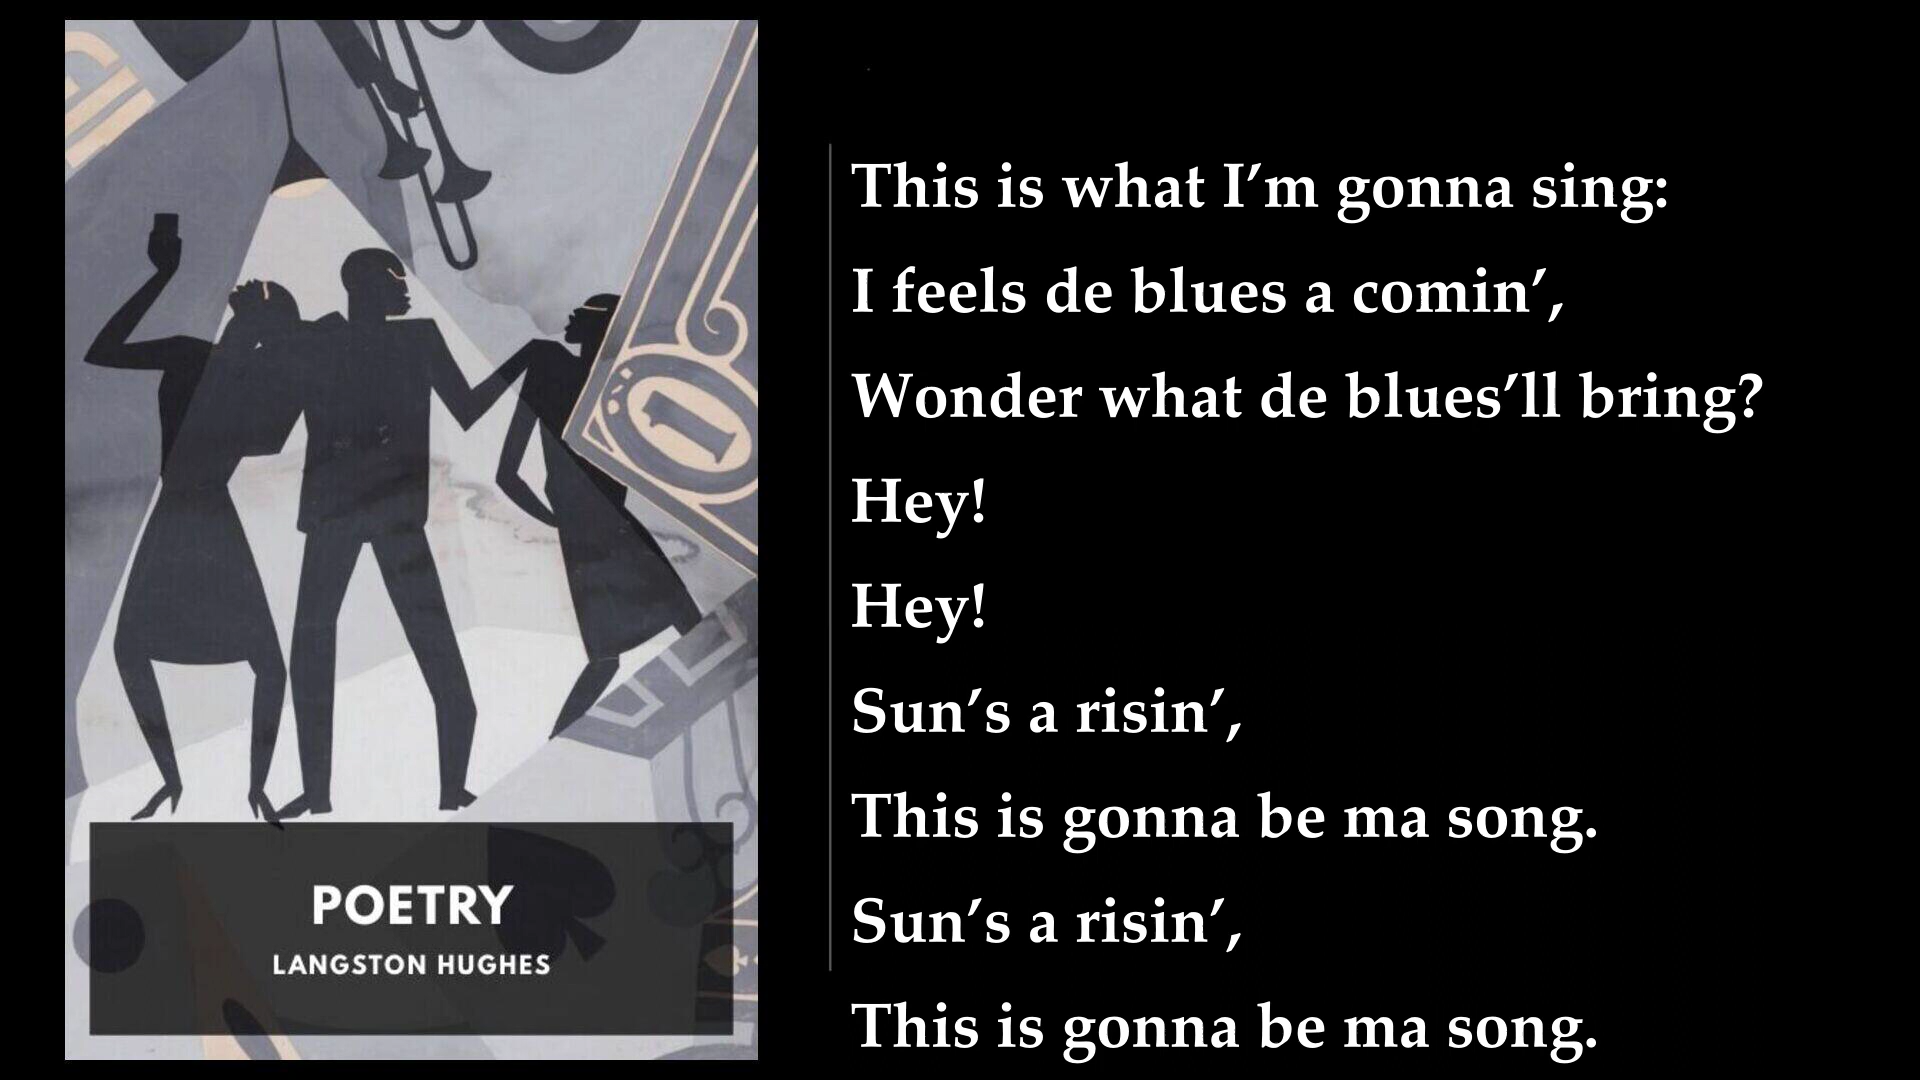 POETRY
LANGSTON HUGHES
This is what I’m gonna sing:
I feels de blues a comin’,
Wonder what de blues’ll bring?
Hey!
Hey!
Sun’s a risin’,
This is gonna be ma song.
Sun’s a risin’,
This is gonna be ma song.